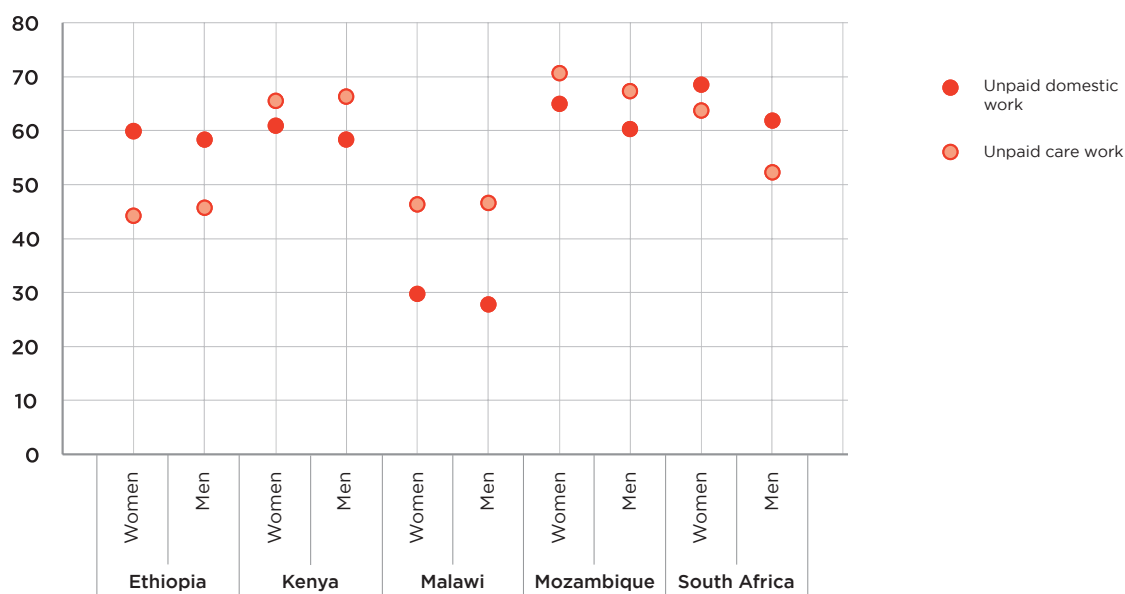 80
70
60
50
40
30
20
10
0
Unpaid domestic
work
Unpaid care work
Women
Men
Women
Men
Women
Men
Women
Men
Women
Men
Ethiopia
Kenya
Malawi
Mozambique
South Africa